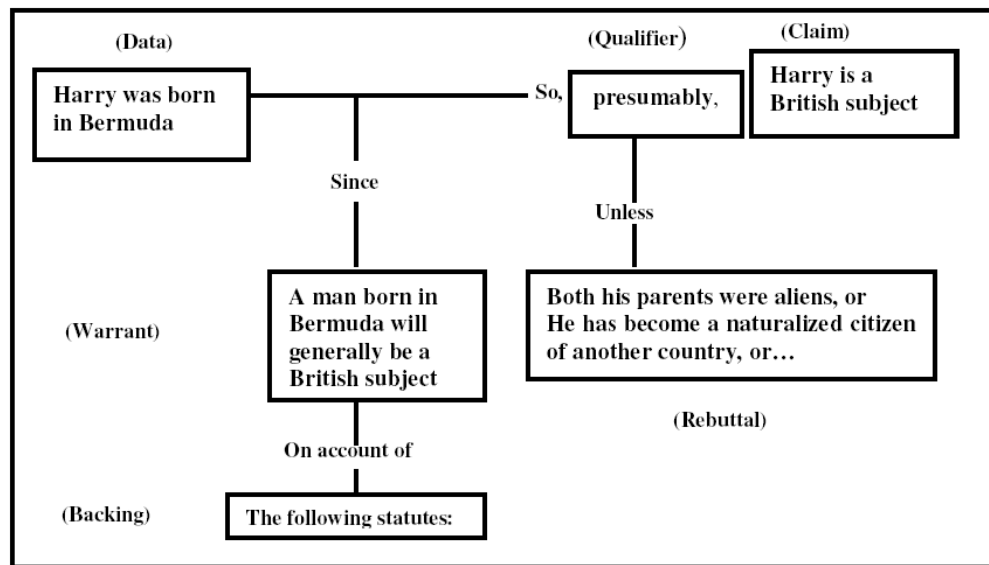 (Data)
(Qualifier)
(Claim)
Harry was born
in Bermuda
So,
presumably,
Harry is a
British subject
Since
Unless
(Warrant)
A man born in
Bermuda will
generally be a
British subject
Both his parents were aliens, or
He has become a naturalized citizen
of another country, or…
(Rebuttal)
On account of
(Backing)
The following statutes: